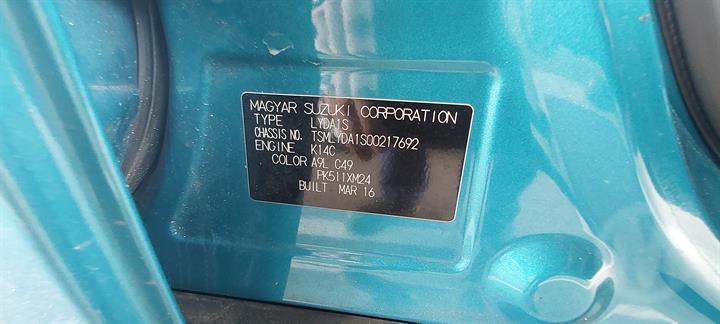 MAGYAR SUZUKI CORPORATION
TYPE LYDA1S
CHASSIS NO. TSMLYDA1S00217692
ENGINE K14C
COLOR A9L C49
PK511XM24
BUILT MAR 16